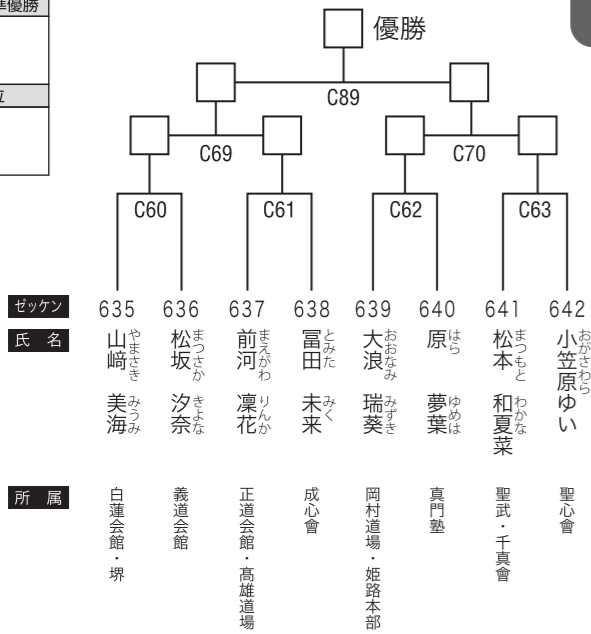 準優勝
位
優勝
C89
C69
C70
C60
C61
C62
C63
ゼッケン
635
636
637
638
639
640
641
642
氏 名
山﨑 美海
やまさき みうみ
松坂 汐奈
まつさか きよな
前河 凜花
まえがわ りんか
冨田 未来
とみた みく
大浪 瑞葵
おおなみ みずき
原 夢葉
はら ゆめは
松本 和夏菜
まつもと わかな
小笠原ゆい
おがさわら
所 属
白蓮会館・堺
義道会館
正道会館・髙雄道場
成心會
岡村道場・姫路本部
真門塾
聖武・千真會
聖心會